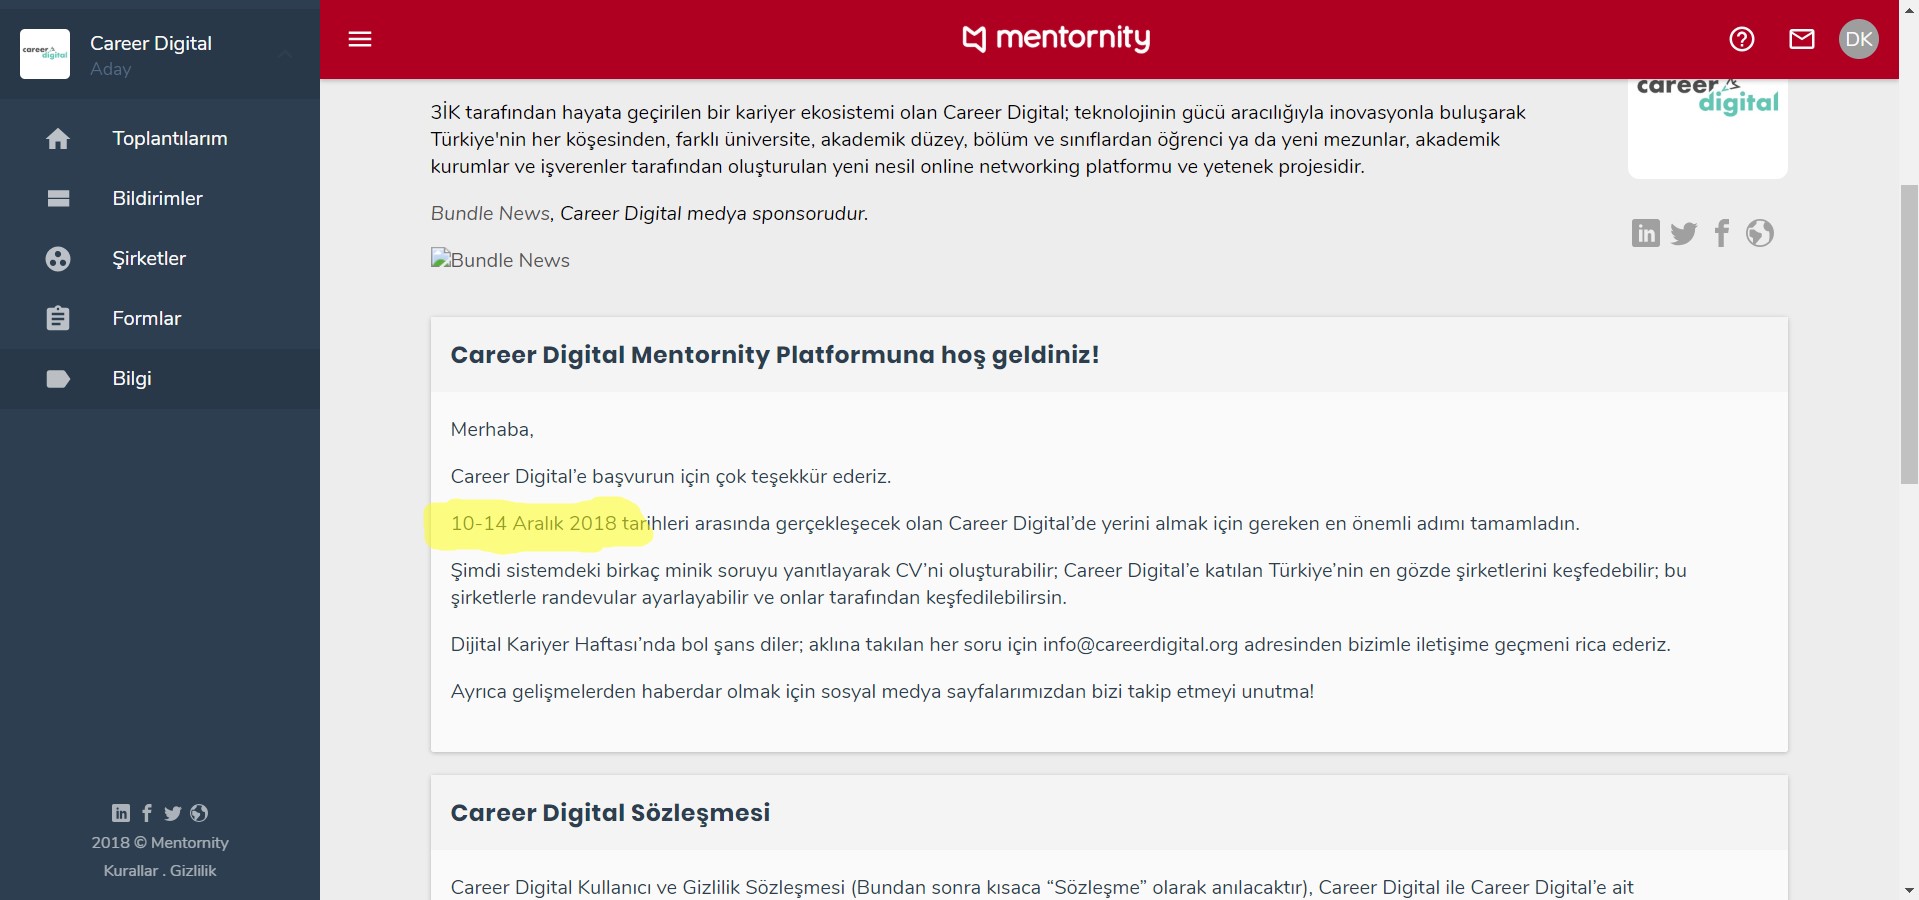 career
digital
Career Digital
Aday
Toplantılarım
Bildirimler
Şirketler
Formlar
Bilgi
2018 © Mentornity
Kurallar . Gizlilik
mentornity
DK
career
digital
3İK tarafından hayata geçirilen bir kariyer ekosistemi olan Career Digital; teknolojinin gücü aracılığıyla inovasyonla buluşarak
Türkiye'nin her köşesinden, farklı üniversite, akademik düzey, bölüm ve sınıflardan öğrenci ya da yeni mezunlar, akademik
kurumlar ve işverenler tarafından oluşturulan yeni nesil online networking platformu ve yetenek projesidir.
Bundle News, Career Digital medya sponsorudur.
Bundle News
Career Digital Mentornity Platformuna hoş geldiniz!
Merhaba,
Career Digital’e başvurun için çok teşekkür ederiz.
10-14 Aralık 2018 tarihleri arasında gerçekleşecek olan Career Digital’de yerini almak için gereken en önemli adımı tamamladın.
Şimdi sistemdeki birkaç minik soruyu yanıtlayarak CV’ni oluşturabilir; Career Digital’e katılan Türkiye’nin en gözde şirketlerini keşfedebilir; bu
şirketlerle randevular ayarlayabilir ve onlar tarafından keşfedilebilirsin.
Dijital Kariyer Haftası’nda bol şans diler; aklına takılan her soru için info@careerdigital.org adresinden bizimle iletişime geçmeni rica ederiz.
Ayrıca gelişmelerden haberdar olmak için sosyal medya sayfalarımızdan bizi takip etmeyi unutma!
Career Digital Sözleşmesi
Career Digital Kullanıcı ve Gizlilik Sözleşmesi (Bundan sonra kısaca “Sözleşme” olarak anılacaktır), Career Digital ile Career Digital’e ait